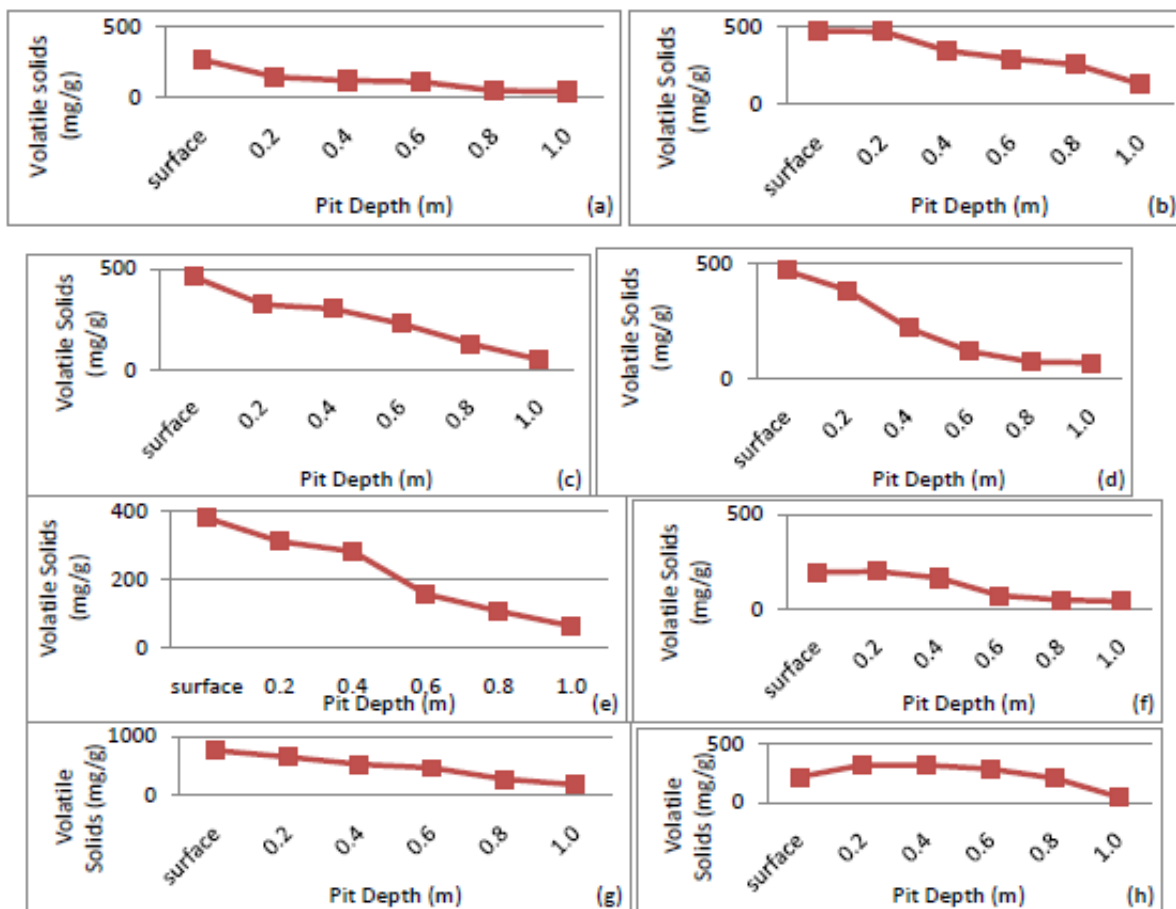 Volatile solids
(mg/g)
500
0
surface 0.2 0.4 0.6 0.8 1.0
Pit Depth (m) (a)
Volatile Solids
(mg/g)
500
0
surface 0.2 0.4 0.6 0.8 1.0
Pit Depth (m) (b)
Volatile Solids
(mg/g)
500
0
surface 0.2 0.4 0.6 0.8 1.0
Pit Depth (m) (c)
Volatile Solids
(mg/g)
500
0
surface 0.2 0.4 0.6 0.8 1.0
Pit Depth (m) (d)
Volatile Solids
(mg/g)
400
200
0
surface 0.2 0.4 0.6 0.8 1.0
Pit Depth (m) (e)
Volatile Solids
(mg/g)
500
0
surface 0.2 0.4 0.6 0.8 1.0
Pit Depth (m) (f)
Volatile
Solids (mg/g)
1000
0
surface 0.2 0.4 0.6 0.8 1.0
Pit Depth (m) (g)
Volatile
Solids (mg/g)
500
0
surface 0.2 0.4 0.6 0.8 1.0
Pit Depth (m) (h)